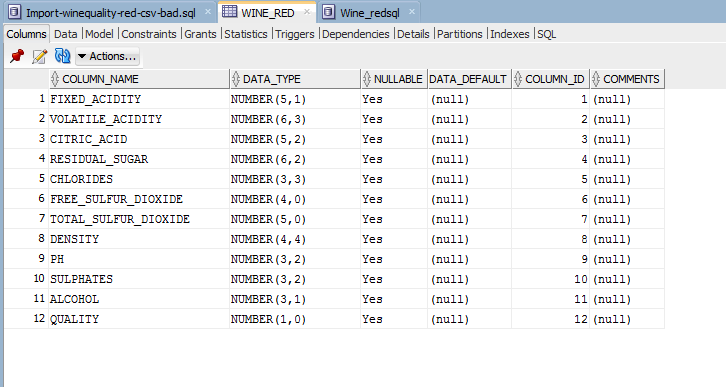 Import-winequality-red-csv-bad.sql WINE_RED Wine_redsql
Columns Data Model Constraints Grants Statistics Triggers Dependencies Details Partitions Indexes SQL
Actions...
COLUMN_NAME DATA_TYPE NULLABLE DATA_DEFAULT COLUMN_ID COMMENTS
1 FIXED_ACIDITY NUMBER(5,1) Yes (null) 1 (null)
2 VOLATILE_ACIDITY NUMBER(6,3) Yes (null) 2 (null)
3 CITRIC_ACID NUMBER(5,2) Yes (null) 3 (null)
4 RESIDUAL_SUGAR NUMBER(6,2) Yes (null) 4 (null)
5 CHLORIDES NUMBER(3,3) Yes (null) 5 (null)
6 FREE_SULFUR_DIOXIDE NUMBER(4,0) Yes (null) 6 (null)
7 TOTAL_SULFUR_DIOXIDE NUMBER(5,0) Yes (null) 7 (null)
8 DENSITY NUMBER(4,4) Yes (null) 8 (null)
9 PH NUMBER(3,2) Yes (null) 9 (null)
10 SULPHATES NUMBER(3,2) Yes (null) 10 (null)
11 ALCOHOL NUMBER(3,1) Yes (null) 11 (null)
12 QUALITY NUMBER(1,0) Yes (null) 12 (null)